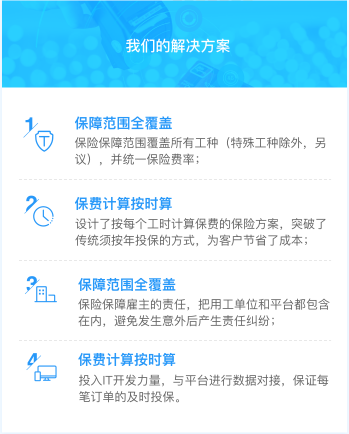 我们的解决方案
1
保障范围全覆盖
保险保障范围覆盖所有工种（特殊工种除外，另
议），并统一保险费率；
2
保费计算按时算
设计了按每个工时计算保费的保险方案，突破了
传统须按年投保的方式，为客户节省了成本；
3
保障范围全覆盖
保险保障雇主的责任，把用工单位和平台都包含
在内，避免发生意外后产生责任纠纷；
4
保费计算按时算
投入IT开发力量，与平台进行数据对接，保证每
笔订单的及时投保。